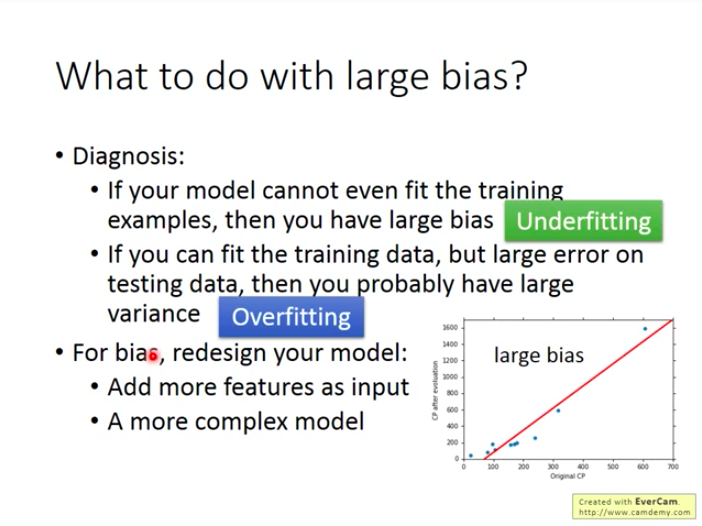 What to do with large bias?
• Diagnosis:
• If your model cannot even fit the training
examples, then you have large bias Underfitting
• If you can fit the training data, but large error on
testing data, then you probably have large
variance Overfitting
• For bias, redesign your model:
• Add more features as input
• A more complex model
large bias
CP after evaluation
1600
1400
1200
1000
800
600
400
200
0
0 100 200 300 400 500 600 700
Original CP
Created with EverCam.
http://www.camdemy.com